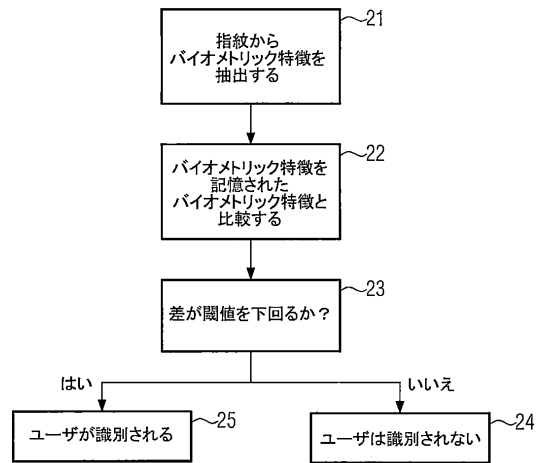 指紋から
バイオメトリック特徴を
抽出する
21
バイオメトリック特徴を
記憶された
バイオメトリック特徴と
比較する
22
差が閾値を下回るか？
23
はい
いいえ
ユーザが識別される
25
ユーザは識別されない
24